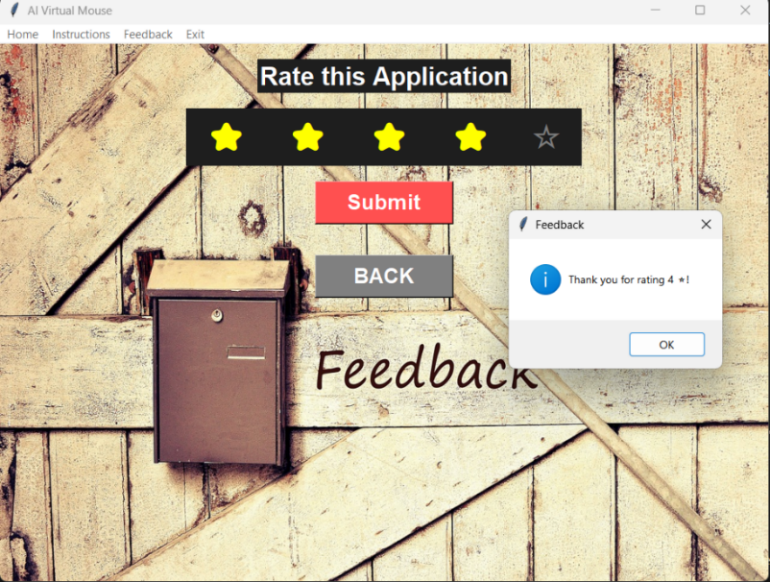 AI Virtual Mouse
Home Instructions Feedback Exit
Rate this Application
Submit
BACK
Feedback
Thank you for rating 4 ★!
OK
Feedback